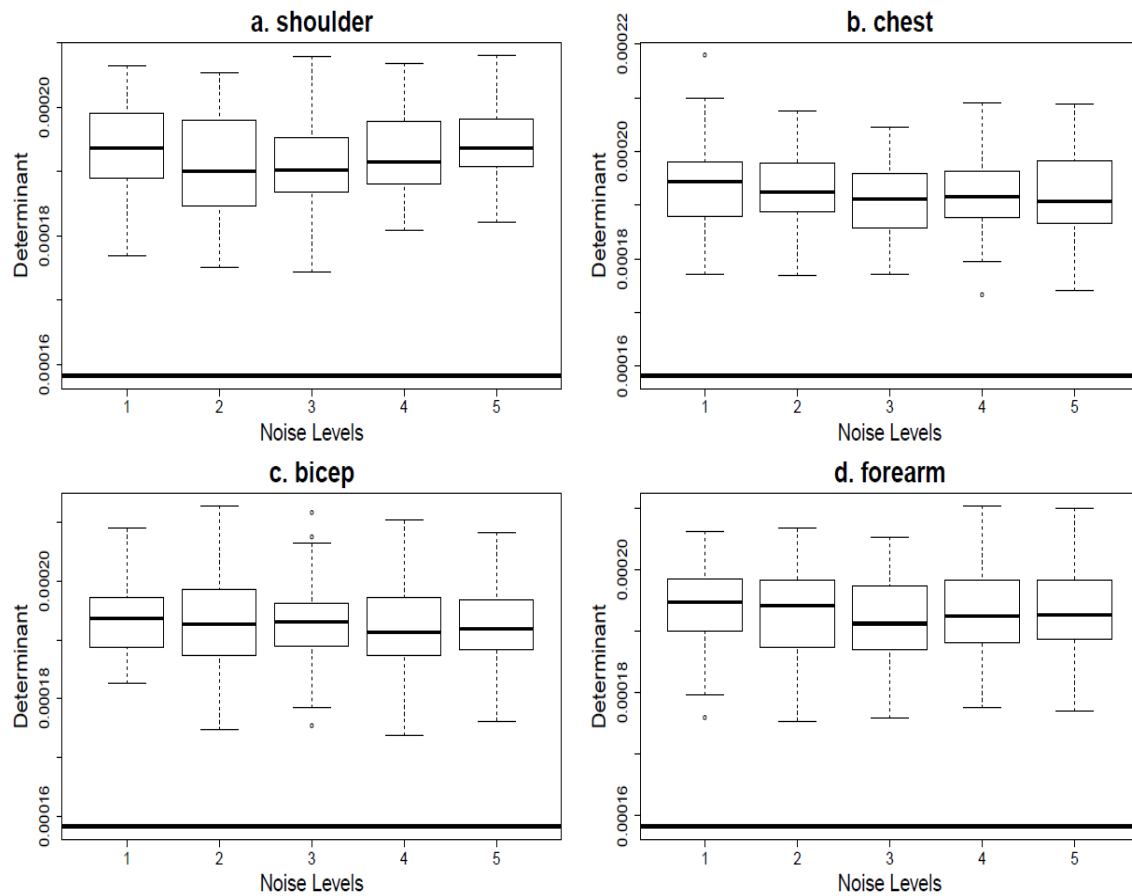 a. shoulder
Determinant
0.00020
0.00018
0.00016
1 2 3 4 5
Noise Levels
b. chest
Determinant
0.00022
0.00020
0.00018
0.00016
1 2 3 4 5
Noise Levels
c. bicep
Determinant
0.00020
0.00018
0.00016
1 2 3 4 5
Noise Levels
d. forearm
Determinant
0.00020
0.00018
0.00016
1 2 3 4 5
Noise Levels